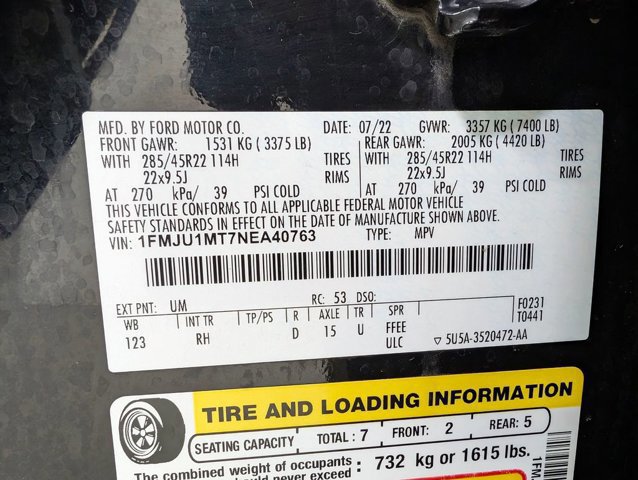 MFD. BY FORD MOTOR CO. DATE: 07/22 GVWR: 3357 KG ( 7400 LB)
FRONT GAWR: 1531 KG ( 3375 LB) REAR GAWR: 2005 KG ( 4420 LB)
WITH 285/45R22 114H TIRES WITH 285/45R22 114H TIRES
22x9.5J RIMS 22x9.5J RIMS
AT 270 kPa/ 39 PSI COLD AT 270 kPa/ 39 PSI COLD
THIS VEHICLE CONFORMS TO ALL APPLICABLE FEDERAL MOTOR VEHICLE
SAFETY STANDARDS IN EFFECT ON THE DATE OF MANUFACTURE SHOWN ABOVE.
VIN: 1FMJU1MT7NEA40763 TYPE: MPV
EXT PNT: UM RC: 53 DSO: F0231
WB INT TR TP/PS R AXLE TR SPR T0441
123 RH D 15 U FFEE
ULC ▽ 5U5A-3520472-AA
TIRE AND LOADING INFORMATION
SEATING CAPACITY TOTAL : 7 FRONT: 2 REAR: 5
The combined weight of occupants 732 kg or 1615 lbs.
should never exceed
1FM